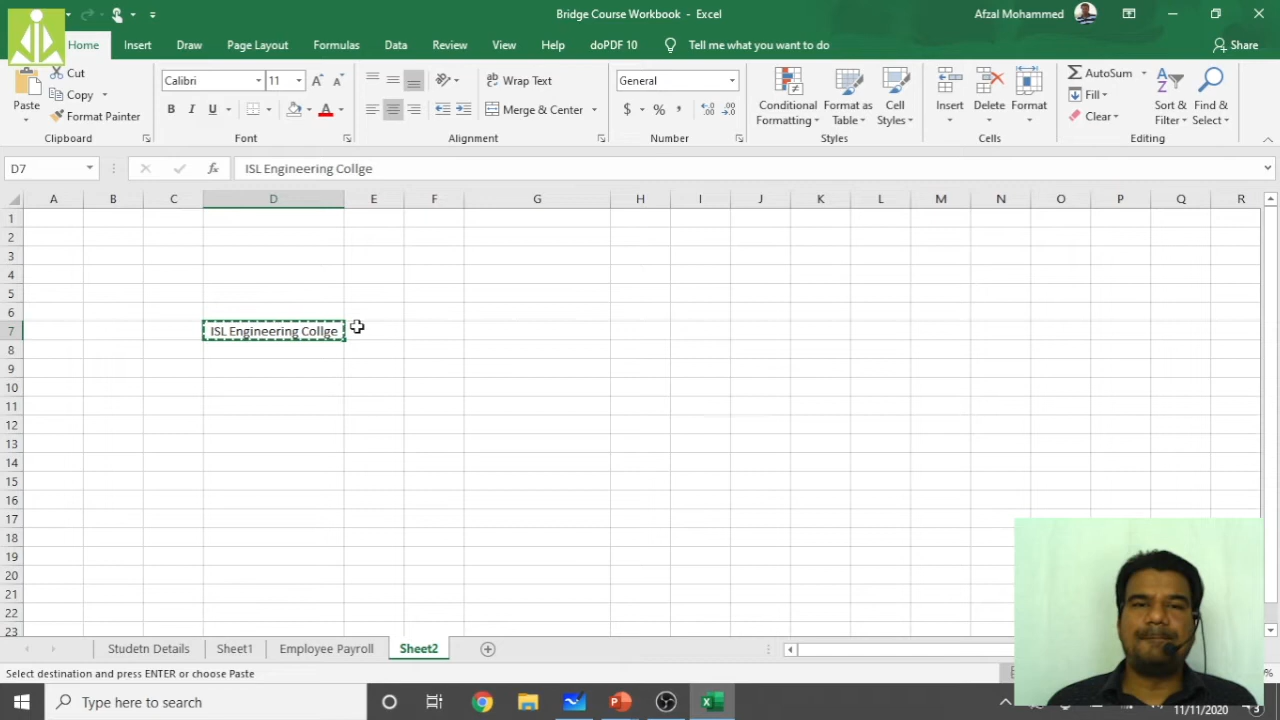 Bridge Course Workbook - Excel
Afzal Mohammed
Home Insert Draw Page Layout Formulas Data Review View Help doPDF 10 Tell me what you want to do Share
Paste Cut Copy Format Painter
Calibri 11
Wrap Text
Merge & Center
General
$ % ,
Conditional Formatting
Format as Table
Cell Styles
Insert Delete Format
AutoSum Fill Clear
Sort & Filter
Find & Select
Clipboard Font Alignment Number Styles Cells Editing
D7 fx ISL Engineering Collge
A B C D E F G H I J K L M N O P Q R
1
2
3
4
5
6
7 ISL Engineering Collge
8
9
10
11
12
13
14
15
16
17
18
19
20
21
22
23
Studetn Details Sheet1 Employee Payroll Sheet2
Select destination and press ENTER or choose Paste
Type here to search
11/11/2020